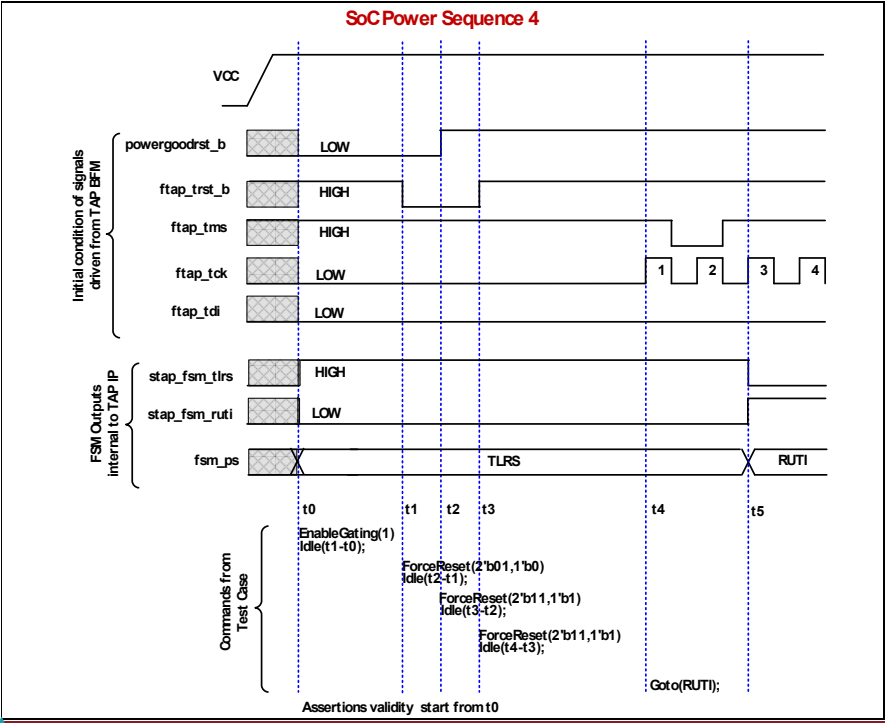 SoC Power Sequence 4
VCC
Initial condition of signals
driven from TAP BFM
powergoodrst_b
LOW
ftap_trst_b
HIGH
ftap_tms
HIGH
ftap_tck
LOW
1
2
3
4
ftap_tdi
LOW
FSM Outputs
internal to TAP IP
stap_fsm_tlrs
HIGH
stap_fsm_ruti
LOW
fsm_ps
TLRS
RUTI
t0
t1
t2
t3
t4
t5
Commands from
Test Case
EnableGating(1)
Idle(t1-t0);
ForceReset(2'b01,1'b0)
Idle(t2-t1);
ForceReset(2'b11,1'b1)
Idle(t3-t2);
ForceReset(2'b11,1'b1)
Idle(t4-t3);
Goto(RUTI);
Assertions validity start from t0